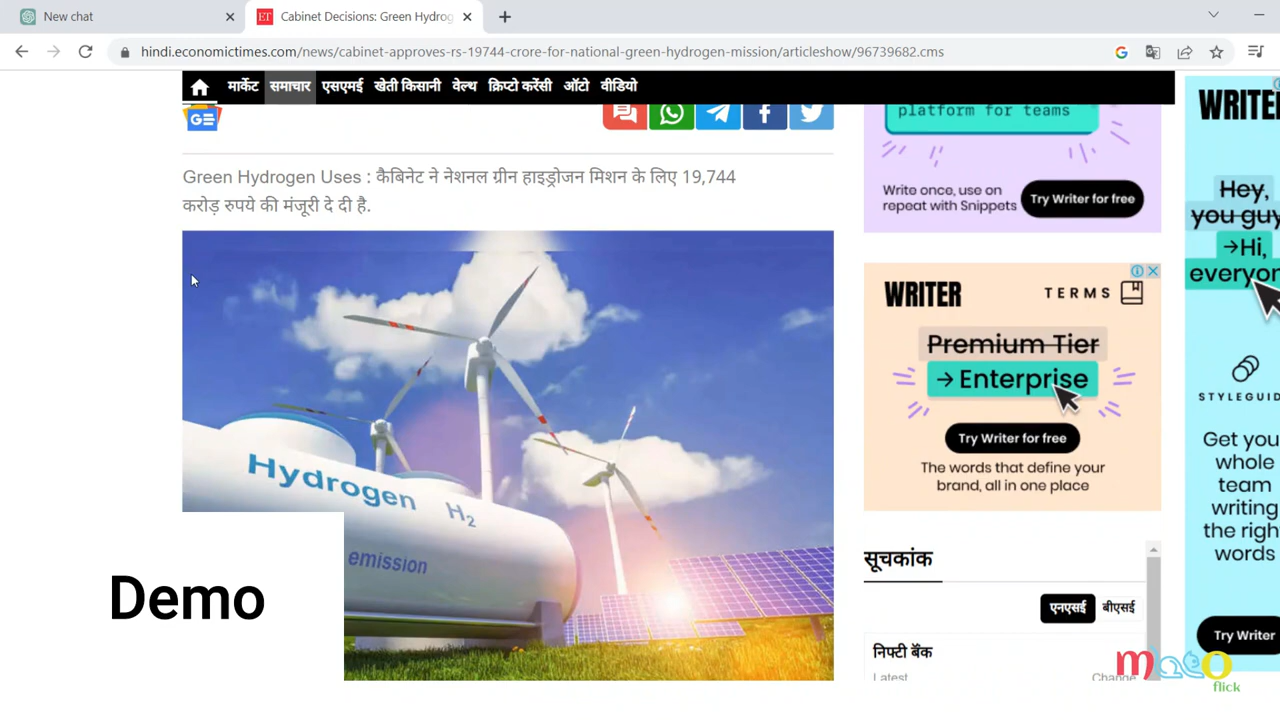 New chat
Cabinet Decisions: Green Hydrog
hindi.economictimes.com/news/cabinet-approves-rs-19744-crore-for-national-green-hydrogen-mission/articleshow/96739682.cms
मार्केट समाचार एसएमई खेती किसानी वेल्थ क्रिप्टो करेंसी ऑटो वीडियो
Green Hydrogen Uses : कैबिनेट ने नेशनल ग्रीन हाइड्रोजन मिशन के लिए 19,744
करोड़ रुपये की मंजूरी दे दी है.
Hydrogen H2
emission
Demo
platform for teams
Write once, use on
repeat with Snippets
Try Writer for free
WRITER
TERMS
Premium Tier
→ Enterprise
Try Writer for free
The words that define your
brand, all in one place
सूचकांक
एनएसई बीएसई
निफ्टी बैंक
Latest
Change
WRITE
Hey,
you guy
→Hi,
everyon
STYLEGUID
Get you
whole
team
writing
the righ
words
Try Writer
flick